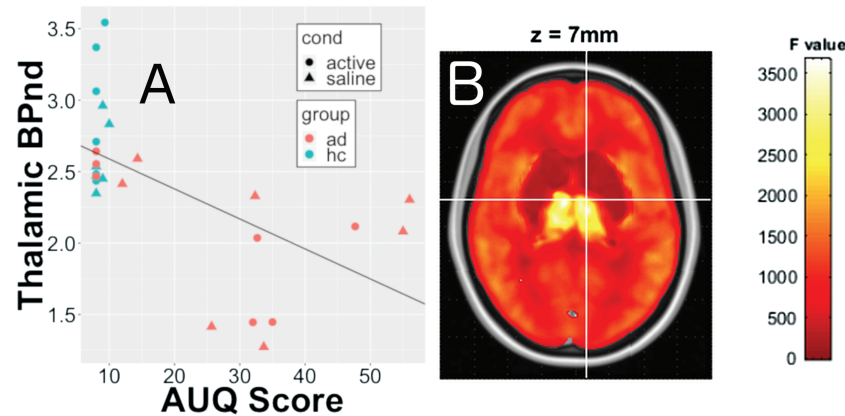 A
Thalamic BPnd
3.5
3.0
2.5
2.0
1.5
10
20
30
40
50
AUQ Score
cond
active
saline
group
ad
hc
B
z = 7mm
F value
3500
3000
2500
2000
1500
1000
500
0